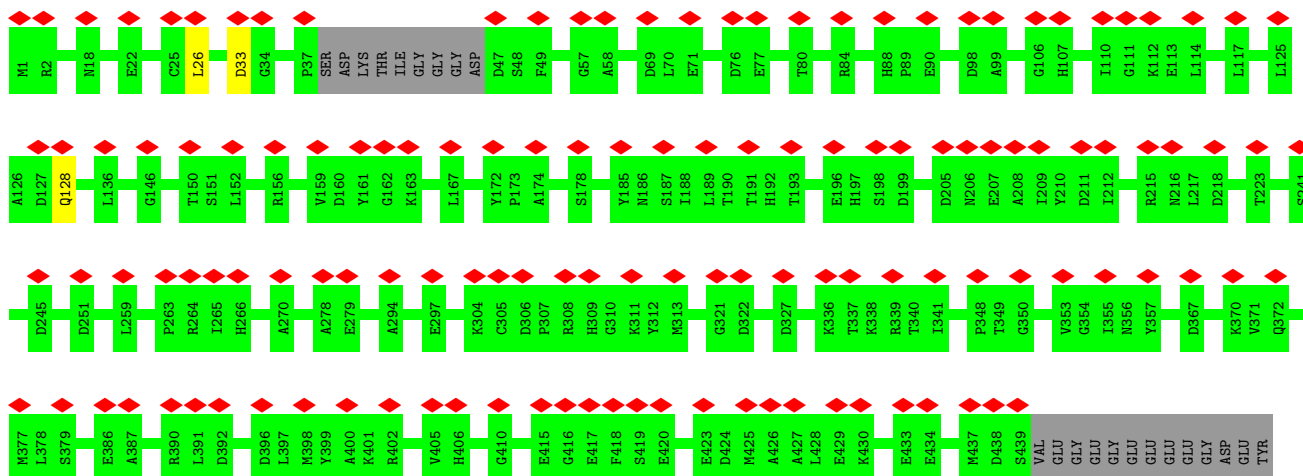 M1 R2 N18 E22 C25 L26 D33 G34 P37 SER ASP LYS THR ILE GLY GLY GLY ASP D47 S48 F49 G57 A58 D69 L70 E71 D76 E77 T80 R84 H88 P89 E90 D98 A99 G106 H107 I110 G111 K112 E113 L114 L117 L125
A126 D127 Q128 L136 G146 T150 S151 L152 R156 V159 D160 Y161 G162 K163 L167 Y172 P173 A174 S178 Y185 N186 S187 I188 L189 T190 T191 H192 T193 E196 H197 S198 D199 D205 N206 E207 A208 I209 Y210 D211 I212 R215 N216 L217 D218 T223 S241
D245 D251 L259 P263 R264 I265 H266 A270 A278 E279 A294 E297 K304 C305 D306 P307 R308 H309 G310 K311 Y312 M313 G321 D322 D327 K336 T337 K338 R339 T340 I341 P348 T349 G350 V353 G354 I355 N356 Y357 D367 K370 V371 Q372
M377 L378 S379 E386 A387 R390 L391 D392 D396 L397 M398 Y399 A400 K401 R402 V405 H406 G410 E415 G416 E417 F418 S419 E420 E423 D424 M425 A426 A427 L428 E429 K430 E433 E434 M437 D438 S439 VAL GLU GLY GLU GLY GLU GLU GLU GLU GLY ASP GLU TYR